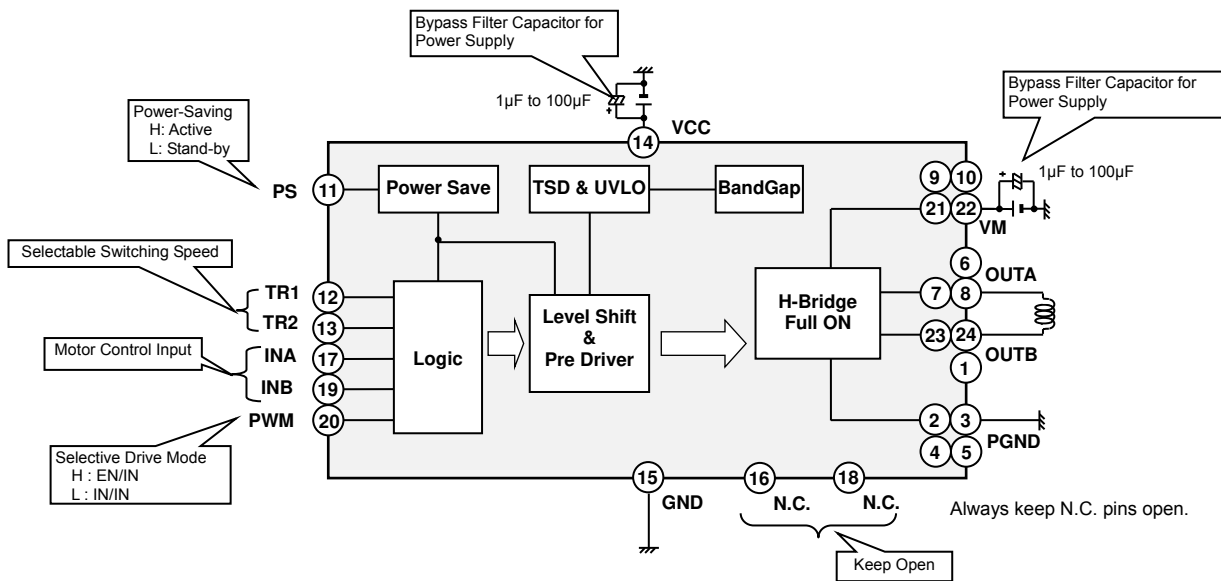 Bypass Filter Capacitor for
Power Supply
1µF to 100µF
+
VCC
14
Bypass Filter Capacitor for
Power Supply
1µF to 100µF
+
Power-Saving
H: Active
L: Stand-by
PS
11
Power Save
TSD & UVLO
BandGap
9
10
21
22
VM
Selectable Switching Speed
TR1
12
TR2
13
Motor Control Input
INA
17
INB
19
PWM
20
Selective Drive Mode
H : EN/IN
L : IN/IN
Logic
Level Shift
&
Pre Driver
H-Bridge
Full ON
6
OUTA
7
8
23
24
OUTB
1
2
3
PGND
4
5
15
GND
16
N.C.
18
N.C.
Keep Open
Always keep N.C. pins open.